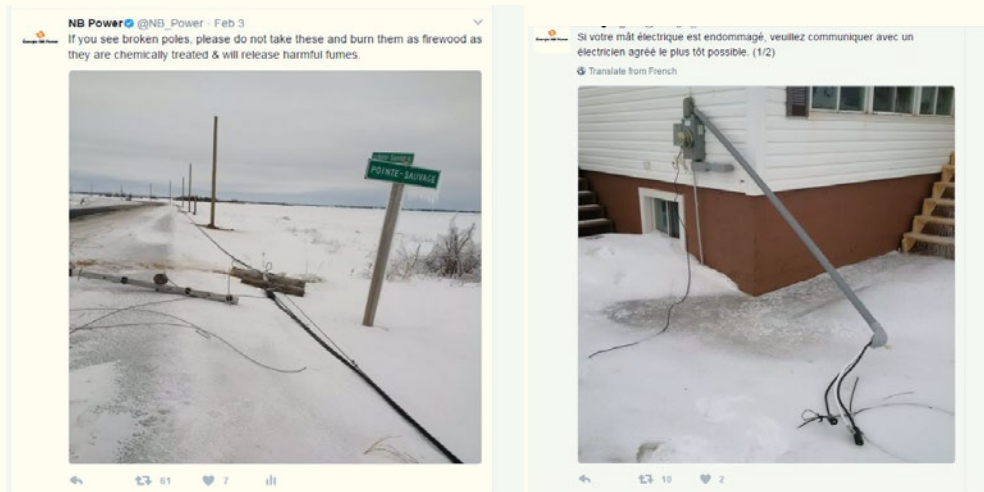 NB Power @NB_Power · Feb 3
If you see broken poles, please do not take these and burn them as firewood as
they are chemically treated & will release harmful fumes.
POINTE-SAUVAGE
61
7
Si votre mât électrique est endommagé, veuillez communiquer avec un
électricien agréé le plus tôt possible. (1/2)
Translate from French
10
2